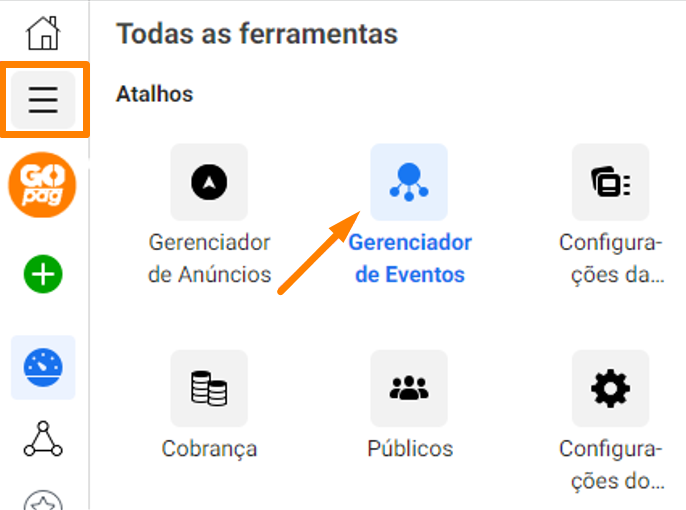 Todas as ferramentas
Atalhos
GO
pag
Gerenciador
de Anúncios
Gerenciador
de Eventos
Configura-
ções da...
Cobrança
Públicos
Configura-
ções do...